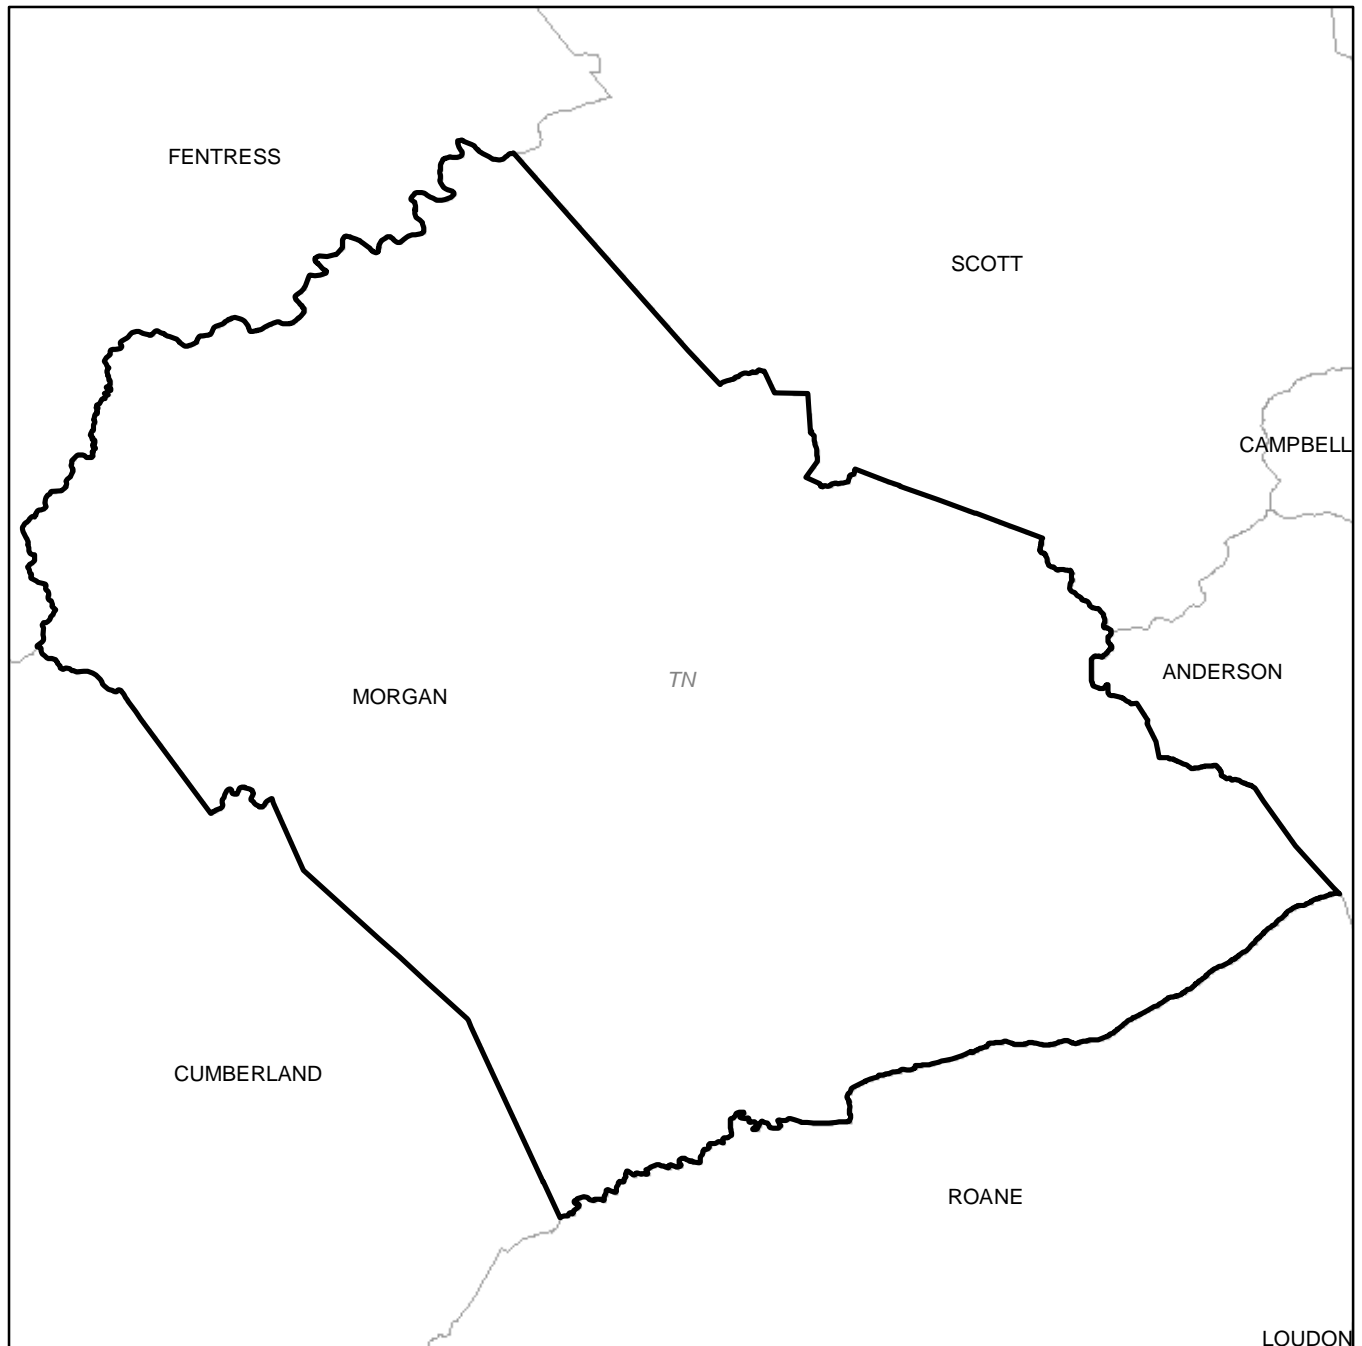 FENTRESS
SCOTT
CAMPBELL
ANDERSON
TN
MORGAN
CUMBERLAND
ROANE
LOUDON